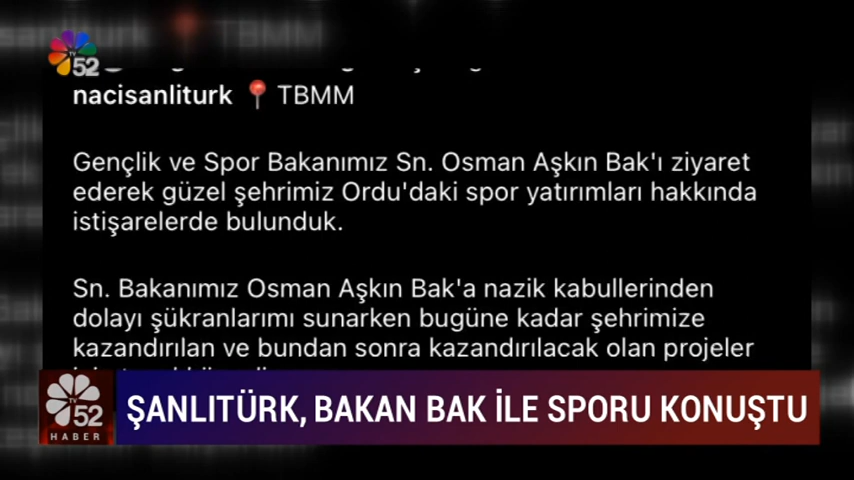 TV
52
nacisanliturk 📍 TBMM
Gençlik ve Spor Bakanımız Sn. Osman Aşkın Bak'ı ziyaret
ederek güzel şehrimiz Ordu'daki spor yatırımları hakkında
istişarelerde bulunduk.
Sn. Bakanımız Osman Aşkın Bak'a nazik kabullerinden
dolayı şükranlarımı sunarken bugüne kadar şehrimize
kazandırılan ve bundan sonra kazandırılacak olan projeler
TV
52
HABER
ŞANLITÜRK, BAKAN BAK İLE SPORU KONUŞTU